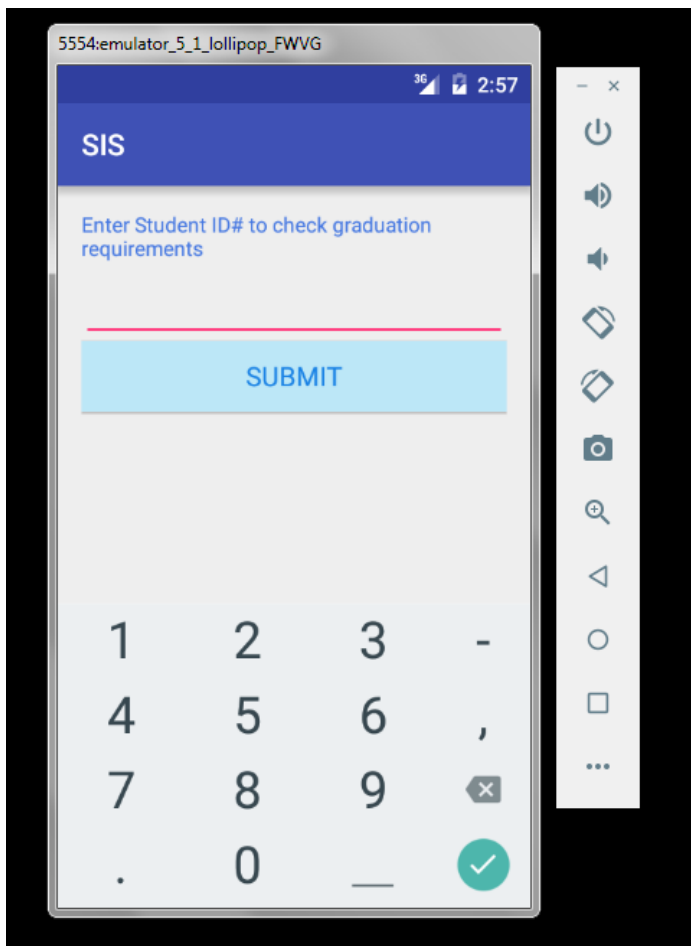 5554:emulator_5_1_lollipop_FWVG
3G 2:57
SIS
Enter Student ID# to check graduation
requirements
SUBMIT
1 2 3 -
4 5 6 ,
7 8 9
. 0 _